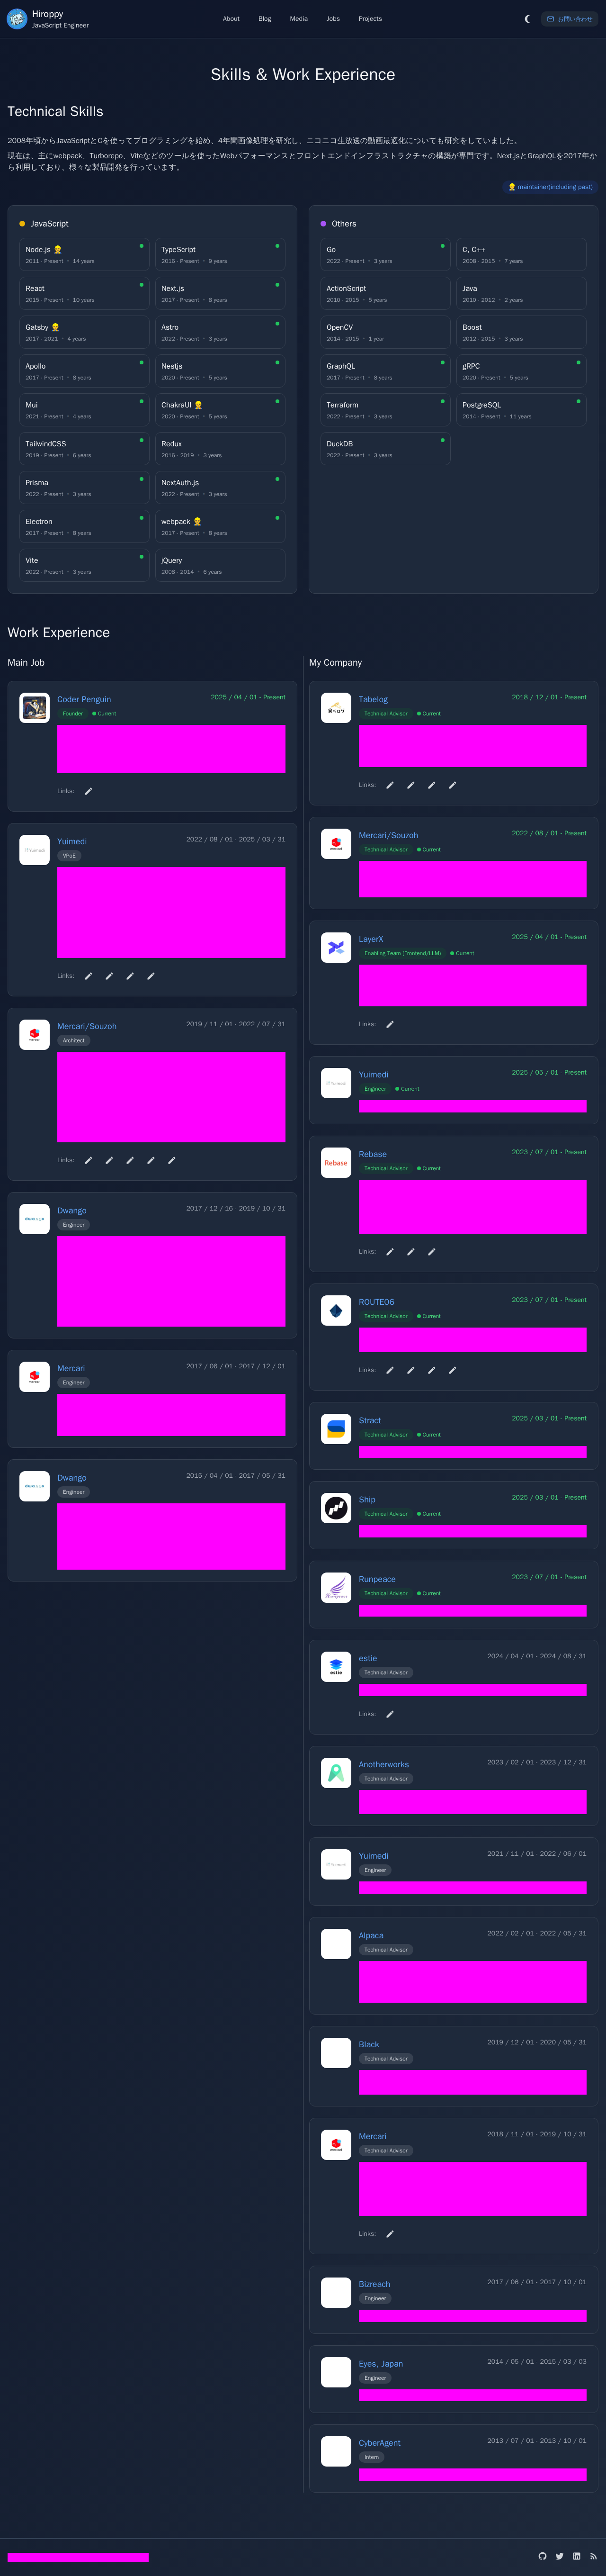 Hiroppy
JavaScript Engineer
About
Blog
Media
Jobs
Projects
お問い合わせ
Skills & Work Experience
Technical Skills
2008年頃からJavaScriptとCを使ってプログラミングを始め、4年間画像処理を研究し、ニコニコ生放送の動画最適化についても研究をしていました。
現在は、主にwebpack、Turborepo、Viteなどのツールを使ったWebパフォーマンスとフロントエンドインフラストラクチャの構築が専門です。Next.jsとGraphQLを2017年か
ら利用しており、様々な製品開発を行っています。
👷 maintainer(including past)
JavaScript
Node.js 👷
2011 - Present • 14 years
TypeScript
2016 - Present • 9 years
React
2015 - Present • 10 years
Next.js
2017 - Present • 8 years
Gatsby 👷
2017 - 2021 • 4 years
Astro
2022 - Present • 3 years
Apollo
2017 - Present • 8 years
Nestjs
2020 - Present • 5 years
Mui
2021 - Present • 4 years
ChakraUI 👷
2020 - Present • 5 years
TailwindCSS
2019 - Present • 6 years
Redux
2016 - 2019 • 3 years
Prisma
2022 - Present • 3 years
NextAuth.js
2022 - Present • 3 years
Electron
2017 - Present • 8 years
webpack 👷
2017 - Present • 8 years
Vite
2022 - Present • 3 years
jQuery
2008 - 2014 • 6 years
Others
Go
2022 - Present • 3 years
C, C++
2008 - 2015 • 7 years
ActionScript
2010 - 2015 • 5 years
Java
2010 - 2012 • 2 years
OpenCV
2014 - 2015 • 1 year
Boost
2012 - 2015 • 3 years
GraphQL
2017 - Present • 8 years
gRPC
2020 - Present • 5 years
Terraform
2022 - Present • 3 years
PostgreSQL
2014 - Present • 11 years
DuckDB
2022 - Present • 3 years
Work Experience
Main Job
Coder Penguin
2025 / 04 / 01 - Present
Founder
Current
Links:
Yuimedi
2022 / 08 / 01 - 2025 / 03 / 31
VPoE
Links:
Mercari/Souzoh
2019 / 11 / 01 - 2022 / 07 / 31
Architect
Links:
Dwango
2017 / 12 / 16 - 2019 / 10 / 31
Engineer
Mercari
2017 / 06 / 01 - 2017 / 12 / 01
Engineer
Dwango
2015 / 04 / 01 - 2017 / 05 / 31
Engineer
My Company
食べログ
Tabelog
2018 / 12 / 01 - Present
Technical Advisor
Current
Links:
Mercari/Souzoh
2022 / 08 / 01 - Present
Technical Advisor
Current
LayerX
2025 / 04 / 01 - Present
Enabling Team (Frontend/LLM)
Current
Links:
Yuimedi
2025 / 05 / 01 - Present
Engineer
Current
Rebase
Rebase
2023 / 07 / 01 - Present
Technical Advisor
Current
Links:
ROUTE06
2023 / 07 / 01 - Present
Technical Advisor
Current
Links:
Stract
2025 / 03 / 01 - Present
Technical Advisor
Current
Ship
2025 / 03 / 01 - Present
Technical Advisor
Current
Runpeace
2023 / 07 / 01 - Present
Technical Advisor
Current
estie
estie
2024 / 04 / 01 - 2024 / 08 / 31
Technical Advisor
Links:
Anotherworks
2023 / 02 / 01 - 2023 / 12 / 31
Technical Advisor
Yuimedi
2021 / 11 / 01 - 2022 / 06 / 01
Engineer
Alpaca
2022 / 02 / 01 - 2022 / 05 / 31
Technical Advisor
Black
2019 / 12 / 01 - 2020 / 05 / 31
Technical Advisor
Mercari
2018 / 11 / 01 - 2019 / 10 / 31
Technical Advisor
Links:
Bizreach
2017 / 06 / 01 - 2017 / 10 / 01
Engineer
Eyes, Japan
2014 / 05 / 01 - 2015 / 03 / 03
Engineer
CyberAgent
2013 / 07 / 01 - 2013 / 10 / 01
Intern